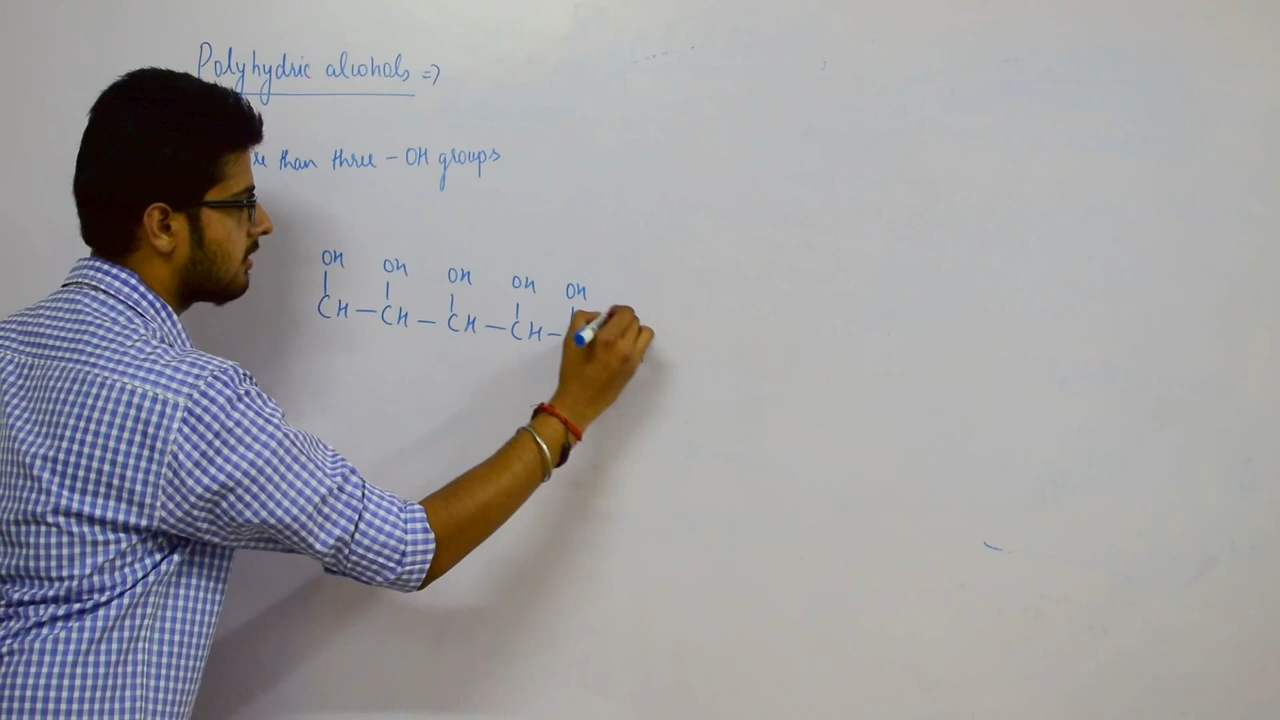 Polyhydric alcohols =>
than three - OH groups
OH OH OH OH OH
CH - CH - CH - CH -